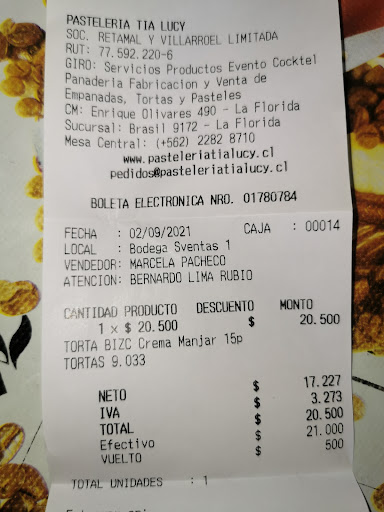 PASTELERIA TIA LUCY
SOC. RETAMAL Y VILLARROEL LIMITADA
RUT: 77.592.220-6
GIRO: Servicios Productos Evento Cocktel
Panaderia Fabricacion y Venta de
Empanadas, Tortas y Pasteles
CM: Enrique Olivares 490 - La Florida
Sucursal: Brasil 9172 - La Florida
Mesa Central: (+562) 2282 8710
www.pasteleriatialucy.cl
pedidos@pasteleriatialucy.cl
BOLETA ELECTRONICA NRO. 01780784
FECHA : 02/09/2021 CAJA : 00014
LOCAL : Bodega Sventas 1
VENDEDOR: MARCELA PACHECO
ATENCION: BERNARDO LIMA RUBIO
CANTIDAD PRODUCTO DESCUENTO MONTO
1 x $ 20.500 $ 20.500
TORTA BIZC Crema Manjar 15p
TORTAS 9.033
NETO $ 17.227
IVA $ 3.273
TOTAL $ 20.500
Efectivo $ 21.000
VUELTO $ 500
TOTAL UNIDADES : 1